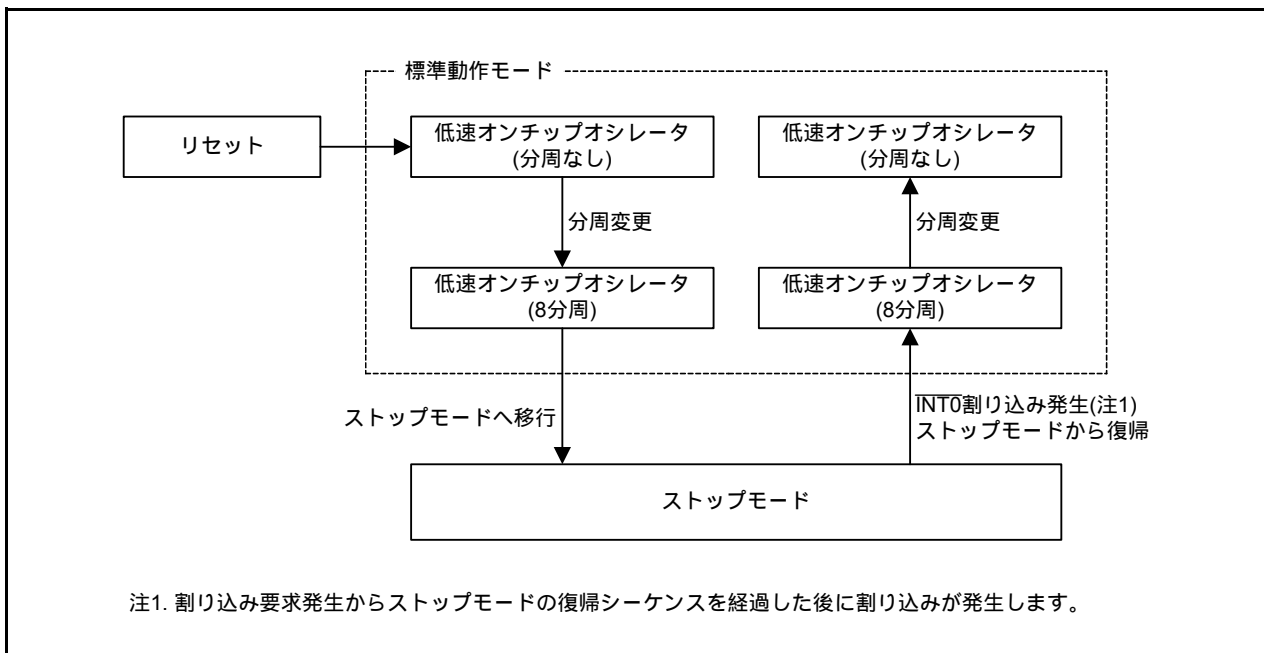 標準動作モード
リセット
低速オンチップオシレータ
(分周なし)
低速オンチップオシレータ
(分周なし)
分周変更
分周変更
低速オンチップオシレータ
(8分周)
低速オンチップオシレータ
(8分周)
ストップモードへ移行
INT0割り込み発生(注1)
ストップモードから復帰
ストップモード
注1. 割り込み要求発生からストップモードの復帰シーケンスを経過した後に割り込みが発生します。